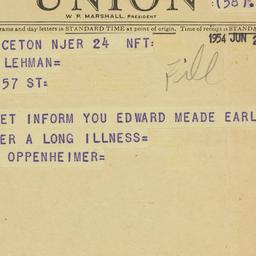 UNION
W. P. MARSHALL, PRESIDENT
rams and day letters is STANDARD TIME at point of origin. Time of receipt is STANDARD
CETON NJER 24 NFT:
1954 JUN 2
LEHMAN=
57 ST=
File
ET INFORM YOU EDWARD MEADE EARL
ER A LONG ILLNESS=
OPPENHEIMER=